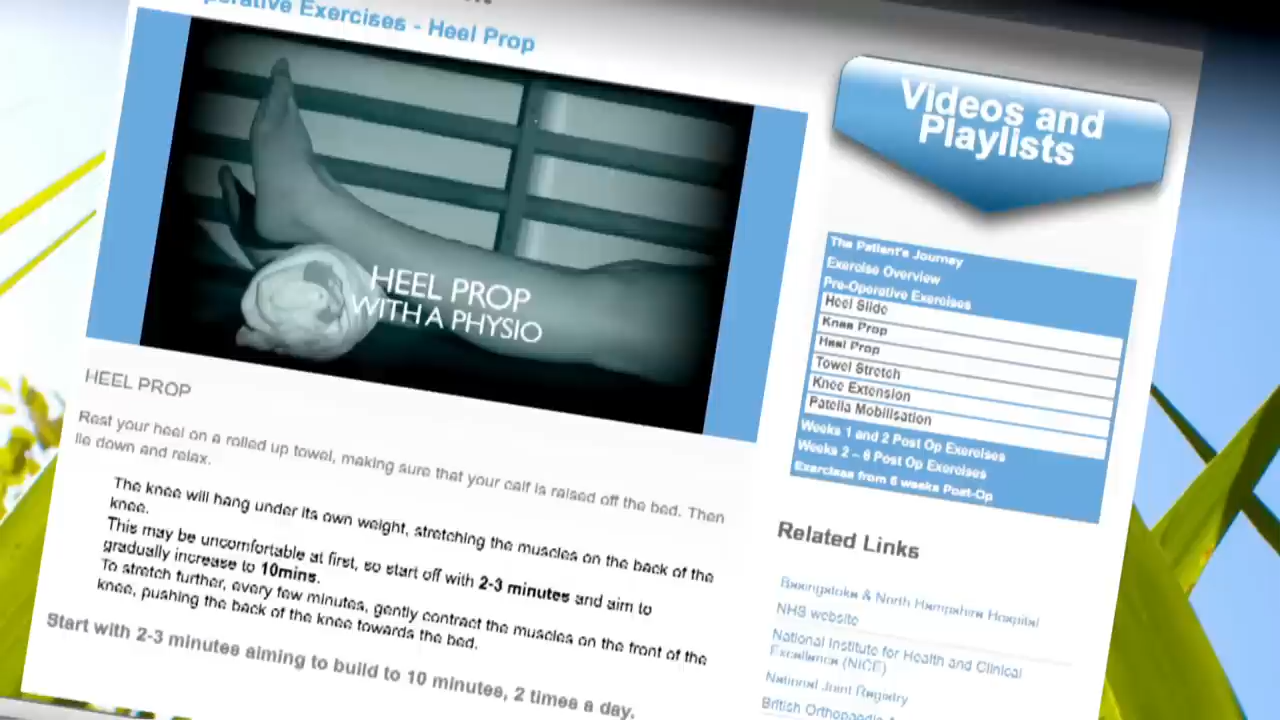 Exercises - Heel Prop
HEEL PROP
WITH A PHYSIO
HEEL PROP
Rest your heel on a rolled up towel, making sure that your calf is raised off the bed. Then
lie down and relax.
The knee will hang under its own weight, stretching the muscles on the back of the
knee.
This may be uncomfortable at first, so start off with 2-3 minutes and aim to
gradually increase to 10mins.
To stretch further, every few minutes, gently contract the muscles on the front of the
knee, pushing the back of the knee towards the bed.
Start with 2-3 minutes aiming to build to 10 minutes, 2 times a day.
Videos and
Playlists
The Patient's Journey
Exercise Overview
Pre-Operative Exercises
Heel Slide
Knee Prop
Heel Prop
Towel Stretch
Knee Extension
Patella Mobilisation
Weeks 1 and 2 Post Op Exercises
Weeks 2 – 6 Post Op Exercises
Exercises from 6 weeks Post-Op
Related Links
Basingstoke & North Hampshire Hospital
NHS website
National Institute for Health and Clinical
Excellence (NICE)
National Joint Registry
British Orthopaedic